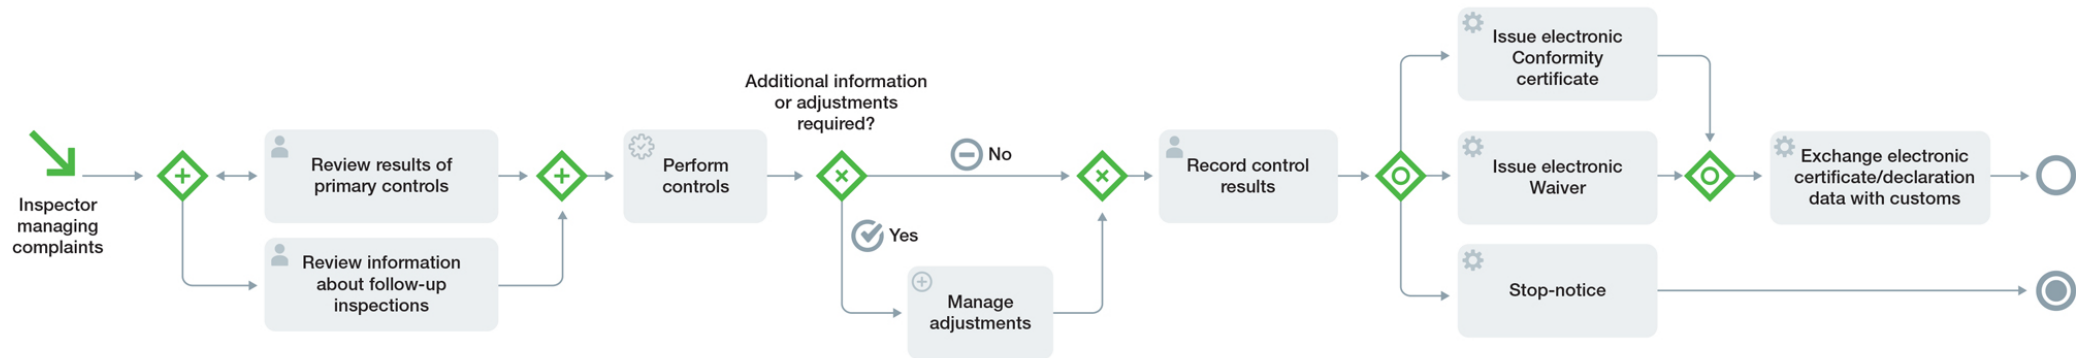 Inspector
managing
complaints
Review results of
primary controls
Review information
about follow-up
inspections
Perform
controls
Additional information
or adjustments
required?
No
Yes
Manage
adjustments
Record control
results
Issue electronic
Conformity
certificate
Issue electronic
Waiver
Stop-notice
Exchange electronic
certificate/declaration
data with customs